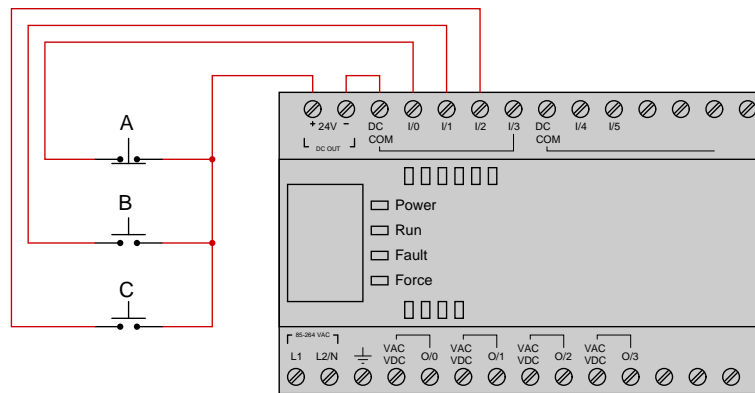 A
B
C
+ 24V -
DC OUT
DC COM
I/0
I/1
I/2
I/3
DC COM
I/4
I/5
Power
Run
Fault
Force
85-264 VAC
L1
L2/N
VAC VDC
O/0
VAC VDC
O/1
VAC VDC
O/2
VAC VDC
O/3